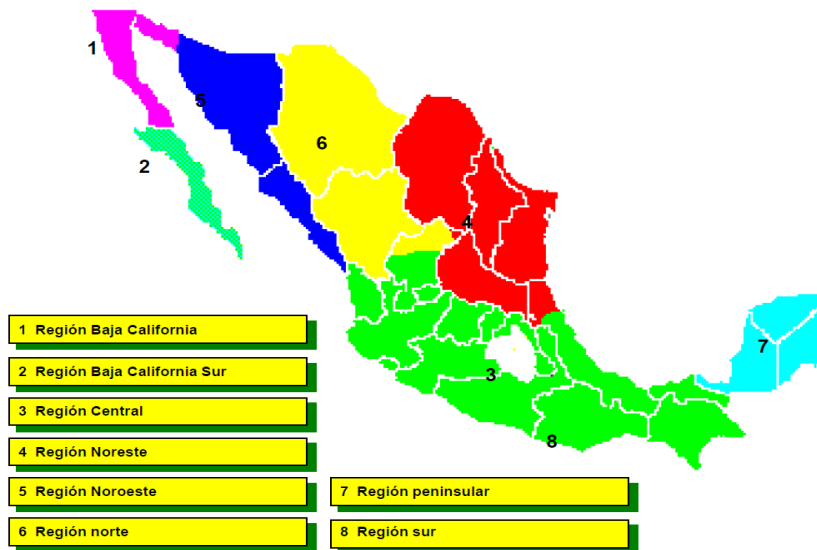 1
5
6
2
4
7
3
8
1 Región Baja California
2 Región Baja California Sur
3 Región Central
4 Región Noreste
5 Región Noroeste
6 Región norte
7 Región peninsular
8 Región sur